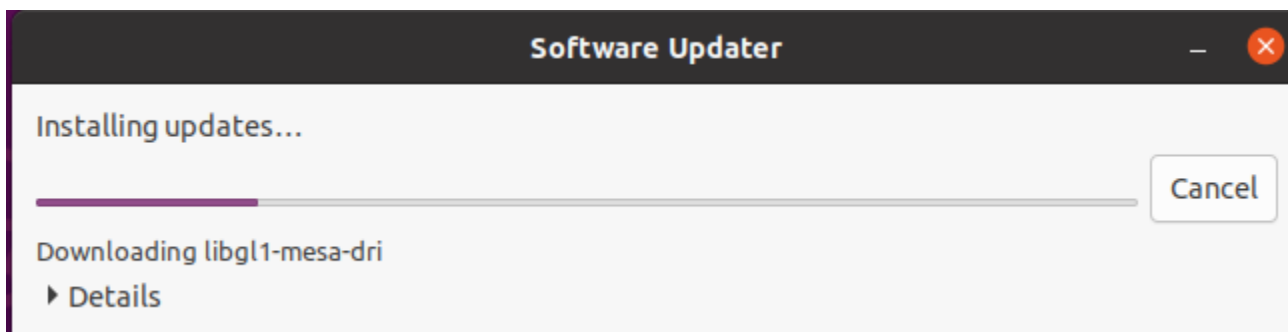 Software Updater
Installing updates...
Cancel
Downloading libgl1-mesa-dri
Details